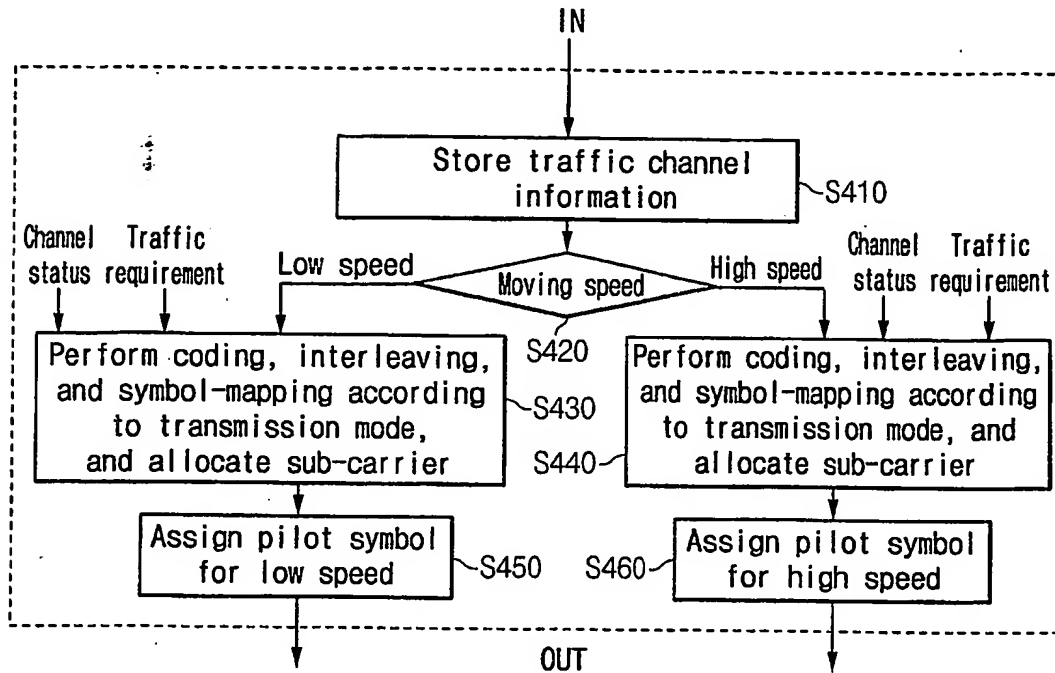 IN
Store traffic channel
information
S410
Channel Traffic
status requirement
Low speed
Moving speed
High speed
Channel Traffic
status requirement
S420
Perform coding, interleaving,
and symbol-mapping according
to transmission mode,
and allocate sub-carrier
S430
Perform coding, interleaving,
and symbol-mapping according
to transmission mode, and
allocate sub-carrier
S440
Assign pilot symbol
for low speed
S450
Assign pilot symbol
for high speed
S460
OUT